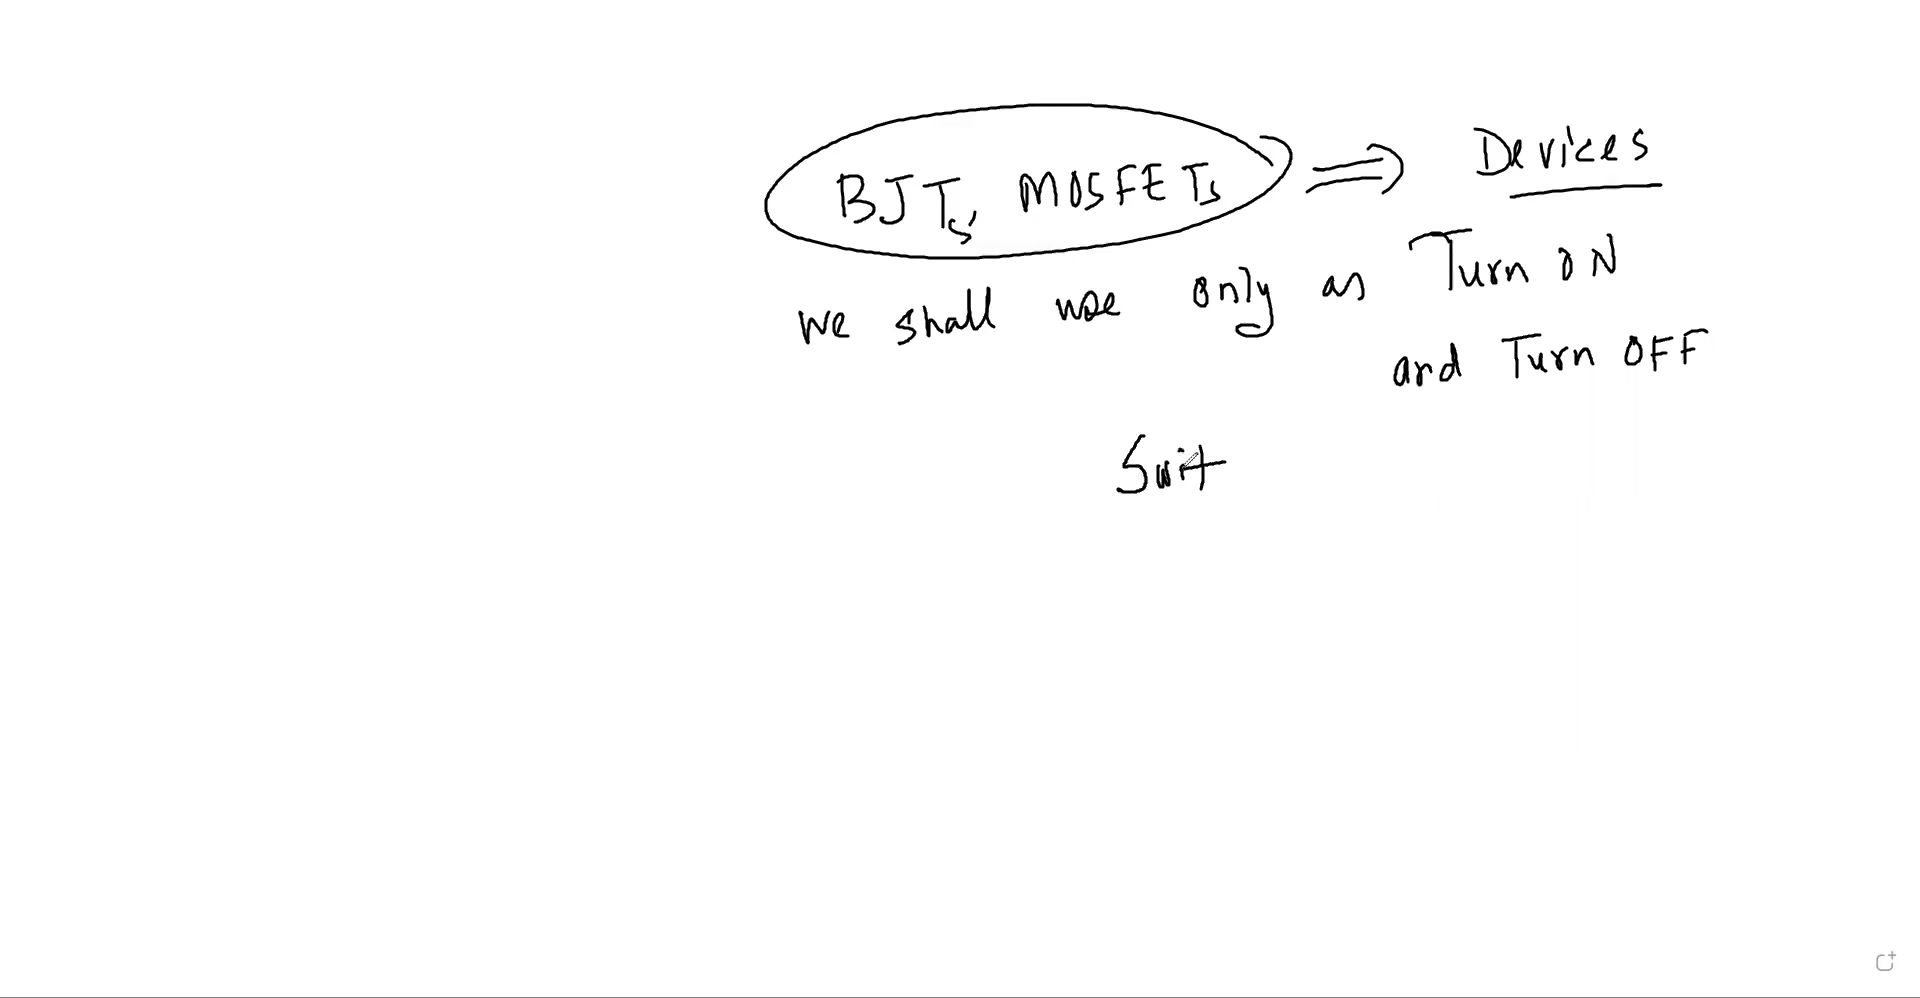 BJTs, MOSFETs ⇒ Devices
we shall use only as Turn ON
and Turn OFF
Swit